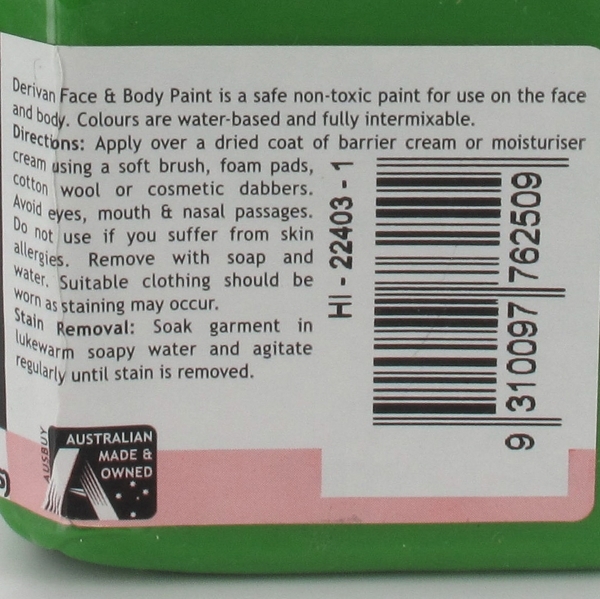 Derivan Face & Body Paint is a safe non-toxic paint for use on the face
and body. Colours are water-based and fully intermixable.
Directions: Apply over a dried coat of barrier cream or moisturiser
cream using a soft brush, foam pads,
cotton wool or cosmetic dabbers.
Avoid eyes, mouth & nasal passages.
Do not use if you suffer from skin
allergies. Remove with soap and
water. Suitable clothing should be
worn as staining may occur.
Stain Removal: Soak garment in
lukewarm soapy water and agitate
regularly until stain is removed.
HI - 22403 - 1
9 310097 762509
AUSBUY
AUSTRALIAN
MADE &
OWNED